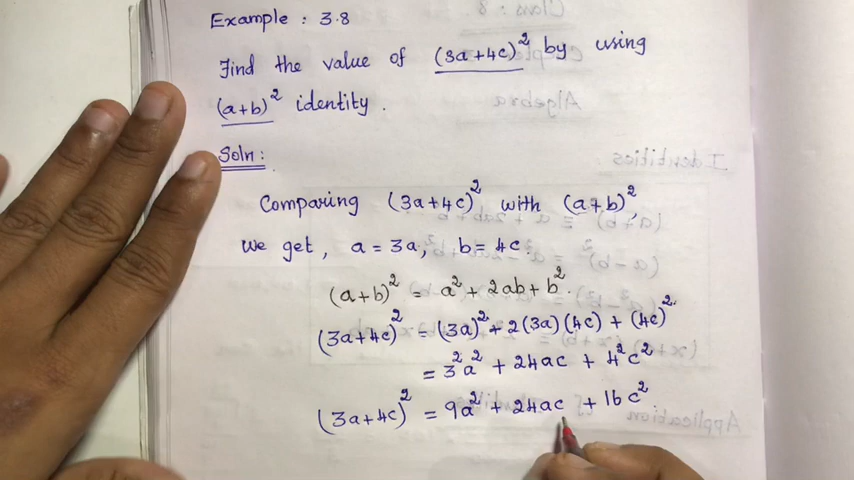 Example : 3.8
Find the value of (3a+4c)² by using
(a+b)² identity.
Soln:
Comparing (3a+4c)² with (a+b)²,
we get, a = 3a, b = 4c.
(a+b)² = a² + 2ab + b².
(3a+4c)² = (3a)² + 2(3a)(4c) + (4c)².
= 3²a² + 24ac + 4²c²
(3a+4c)² = 9a² + 24ac + 16c².